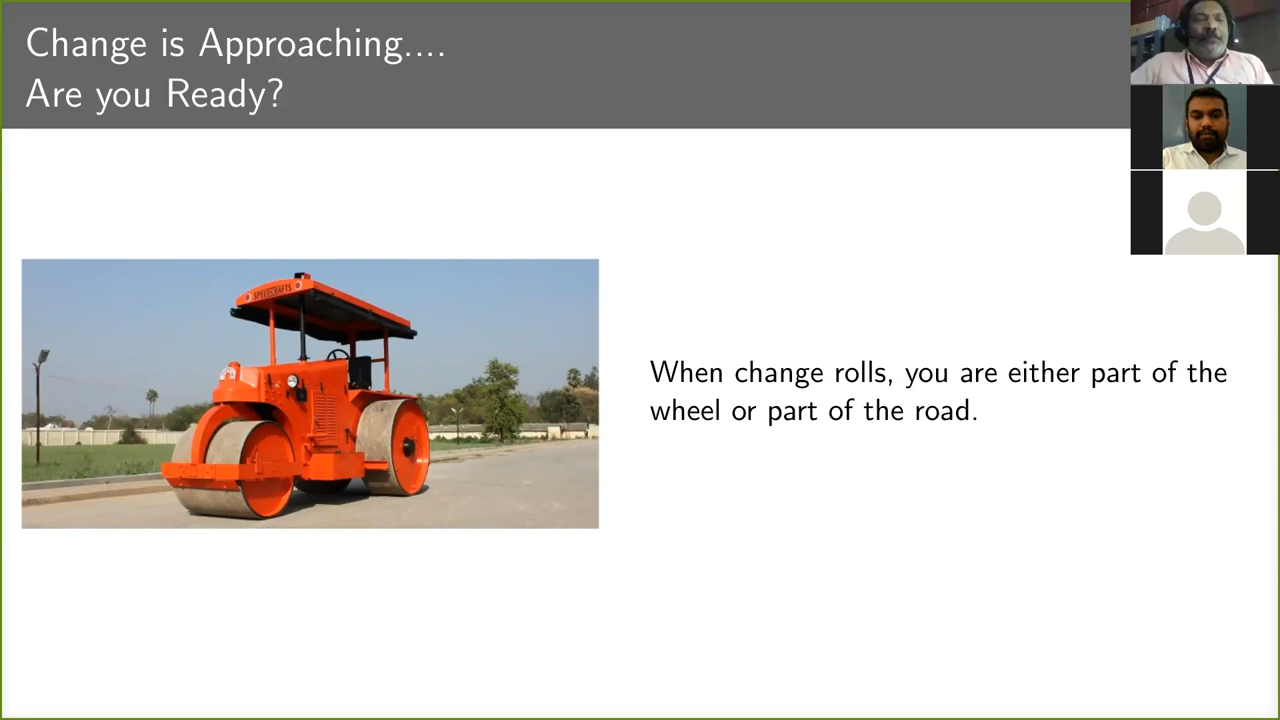 Change is Approaching....
Are you Ready?
SPEEDCRAFTS
When change rolls, you are either part of the
wheel or part of the road.